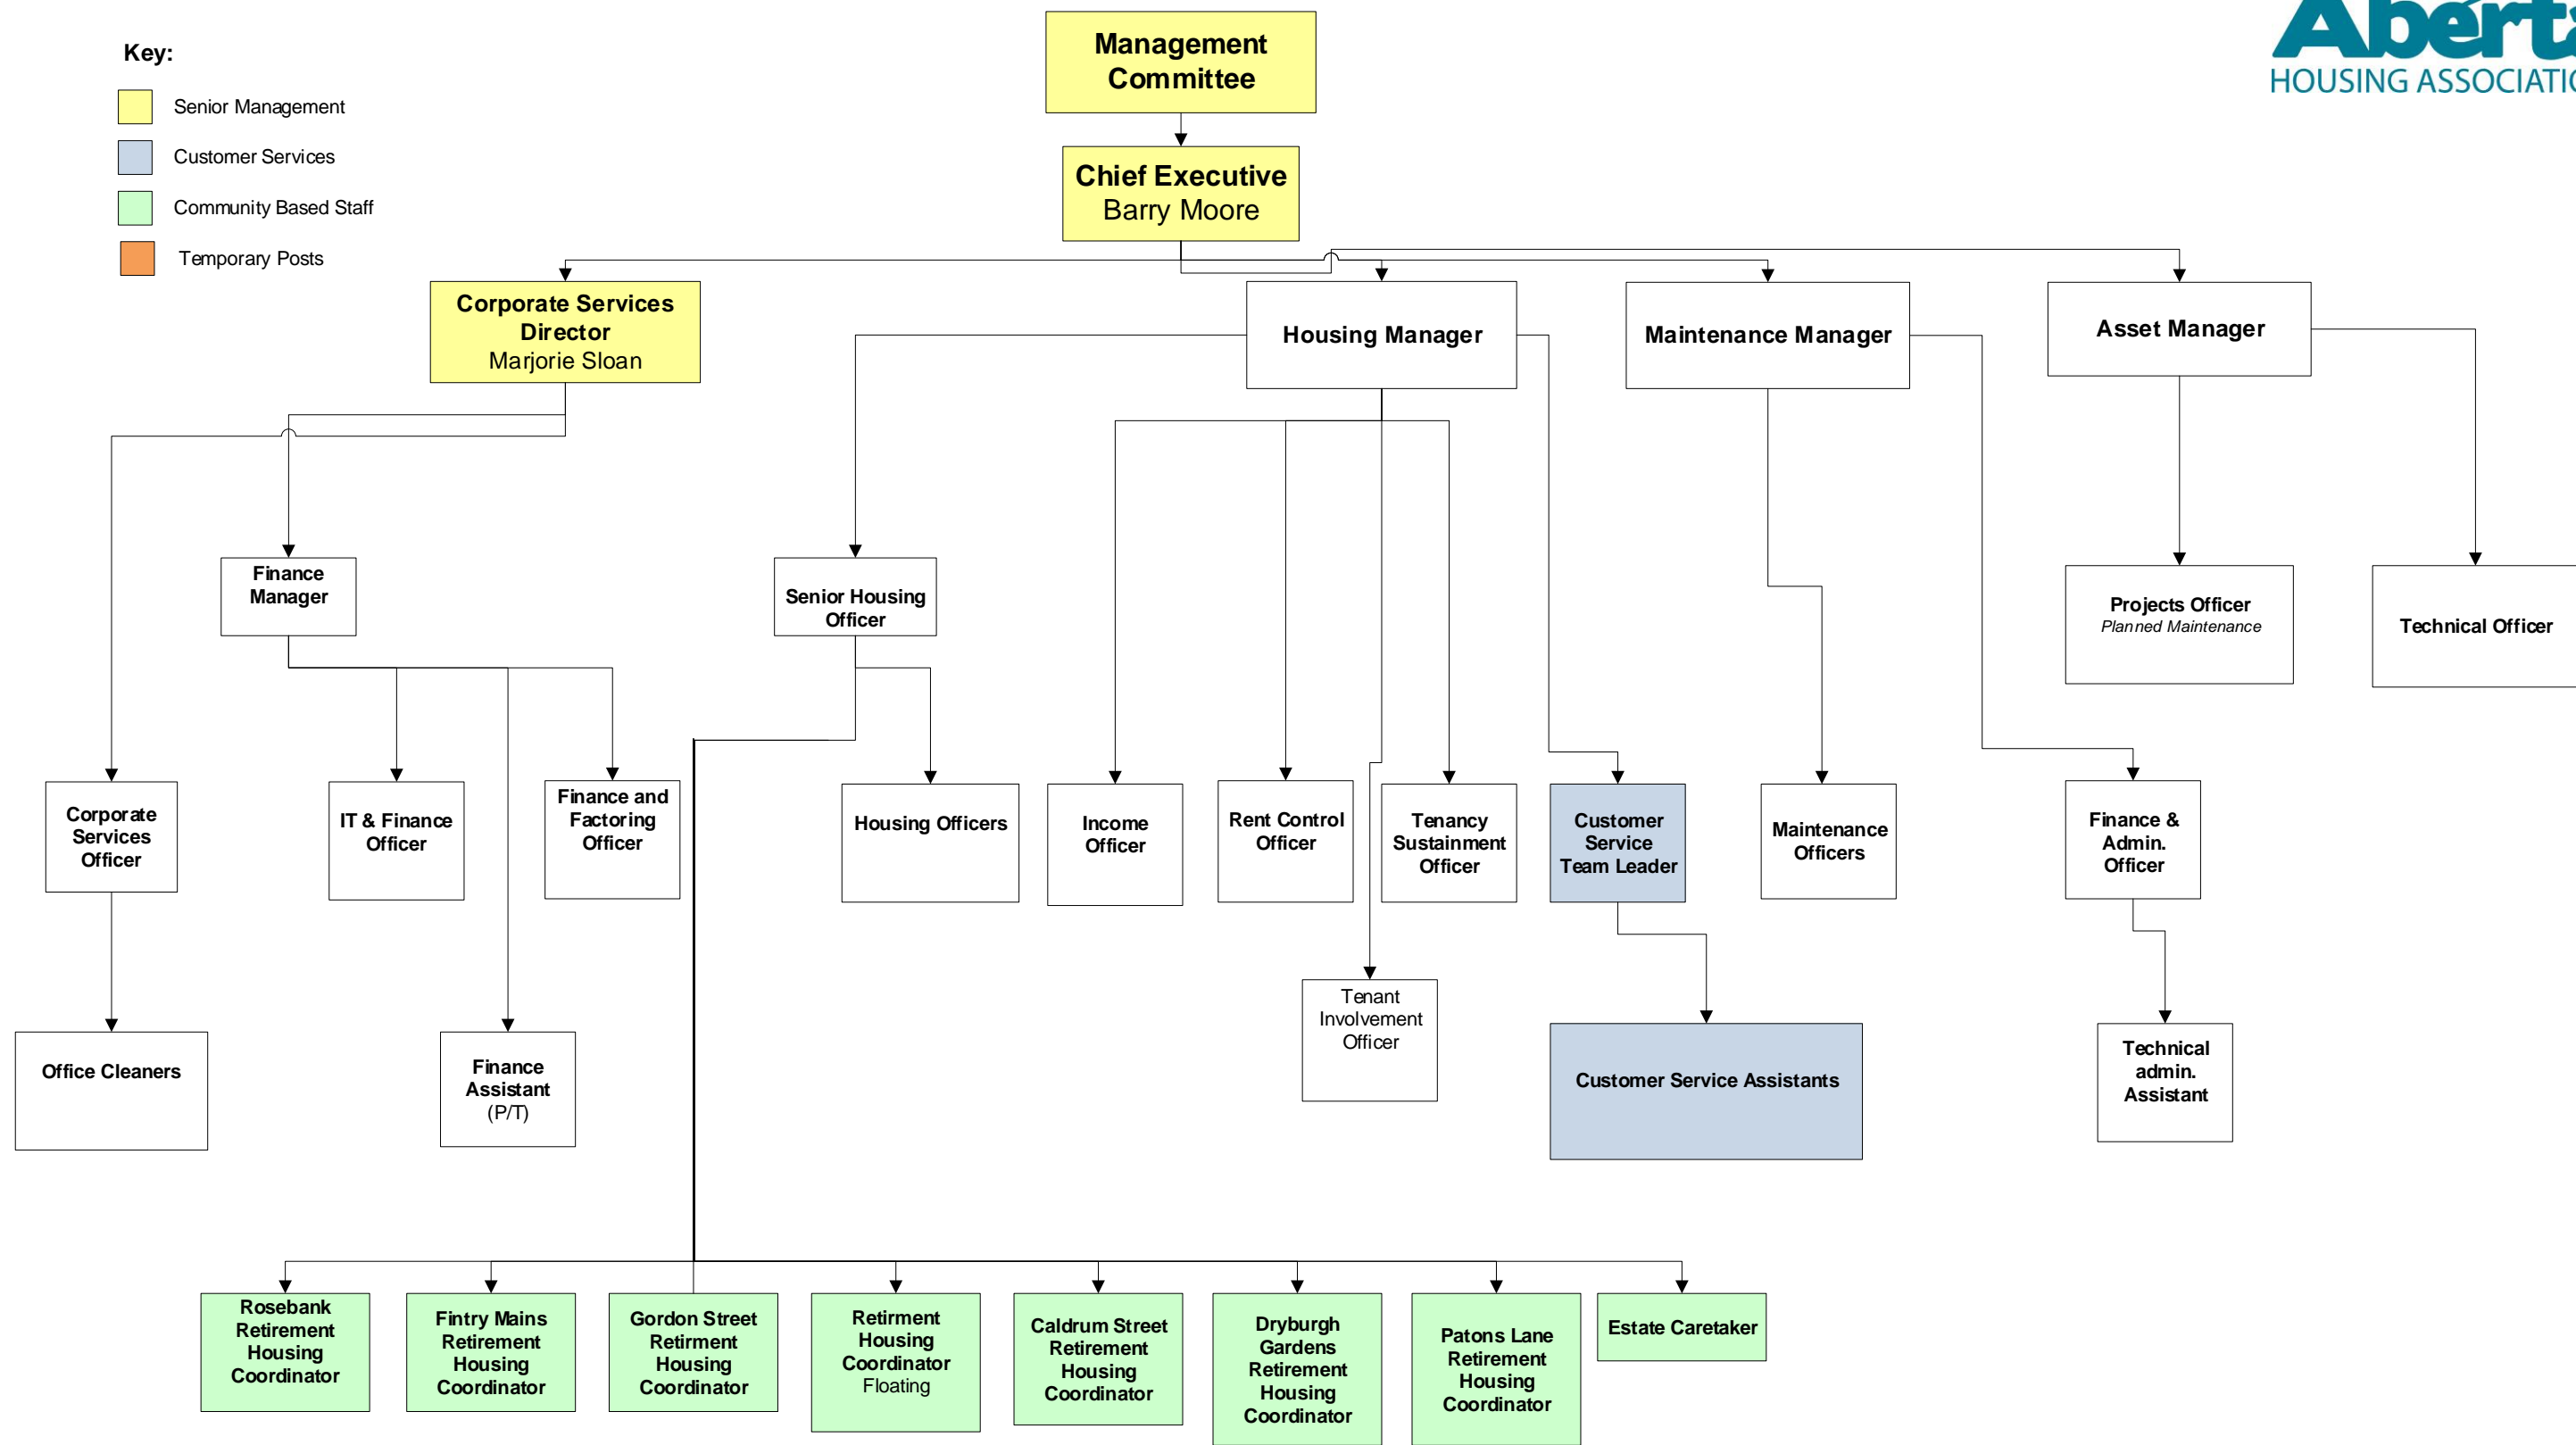 Key:
Senior Management
Customer Services
Community Based Staff
Temporary Posts
Management
Committee
HOUSING ASSOCIATIO
Chief Executive
Barry Moore
Corporate Services
Director
Marjorie Sloan
Housing Manager
Maintenance Manager
Asset Manager
Finance
Manager
Senior Housing
Officer
Projects Officer
Planned Maintenance
Technical Officer
Corporate
Services
Officer
IT & Finance
Officer
Finance and
Factoring
Officer
Housing Officers
Income
Officer
Rent Control
Officer
Tenancy
Sustainment
Officer
Customer
Service
Team Leader
Maintenance
Officers
Finance &
Admin.
Officer
Office Cleaners
Finance
Assistant
(P/T)
Tenant
Involvement
Officer
Customer Service Assistants
Technical
admin.
Assistant
Rosebank
Retirement
Housing
Coordinator
Fintry Mains
Retirement
Housing
Coordinator
Gordon Street
Retirment
Housing
Coordinator
Retirment
Housing
Coordinator
Floating
Caldrum Street
Retirement
Housing
Coordinator
Dryburgh
Gardens
Retirement
Housing
Coordinator
Patons Lane
Retirement
Housing
Coordinator
Estate Caretaker